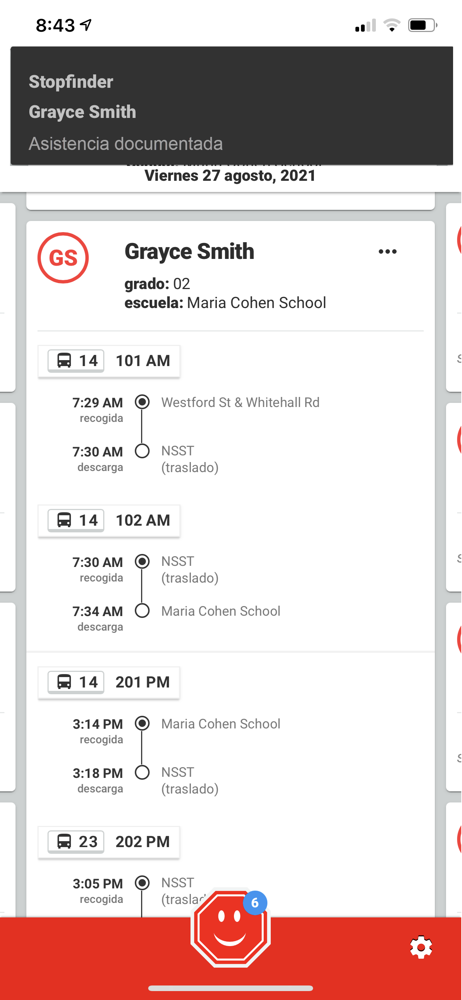 8:43
Stopfinder
Grayce Smith
Asistencia documentada
Viernes 27 agosto, 2021
GS
Grayce Smith
grado: 02
escuela: Maria Cohen School
14 101 AM
7:29 AM Westford St & Whitehall Rd
recogida
7:30 AM NSST
descarga (traslado)
14 102 AM
7:30 AM NSST
recogida (traslado)
7:34 AM Maria Cohen School
descarga
14 201 PM
3:14 PM Maria Cohen School
recogida
3:18 PM NSST
descarga (traslado)
23 202 PM
3:05 PM NSST
recogida
6